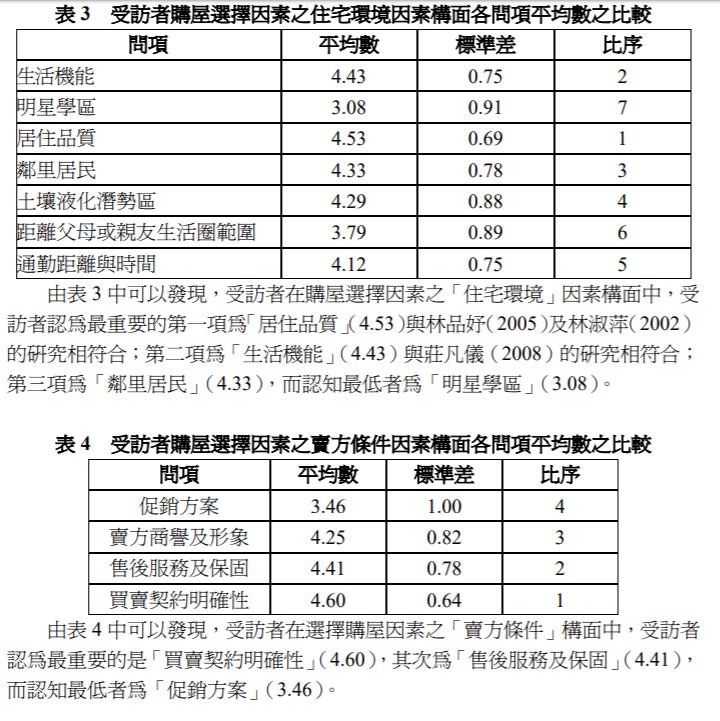 表 3　受訪者購屋選擇因素之住宅環境因素構面各問項平均數之比較
問項 平均數 標準差 比序
生活機能 4.43 0.75 2
明星學區 3.08 0.91 7
居住品質 4.53 0.69 1
鄰里居民 4.33 0.78 3
土壤液化潛勢區 4.29 0.88 4
距離父母或親友生活圈範圍 3.79 0.89 6
通勤距離與時間 4.12 0.75 5
由表 3 中可以發現，受訪者在購屋選擇因素之「住宅環境」因素構面中，受
訪者認為最重要的第一項為「居住品質」(4.53)與林品妤（2005）及林淑萍（2002）
的研究相符合；第二項為「生活機能」（4.43）與莊凡儀（2008）的研究相符合；
第三項為「鄰里居民」（4.33），而認知最低者為「明星學區」（3.08）。
表 4　受訪者購屋選擇因素之賣方條件因素構面各問項平均數之比較
問項 平均數 標準差 比序
促銷方案 3.46 1.00 4
賣方商譽及形象 4.25 0.82 3
售後服務及保固 4.41 0.78 2
買賣契約明確性 4.60 0.64 1
由表 4 中可以發現，受訪者在選擇購屋因素之「賣方條件」構面中，受訪者
認為最重要的是「買賣契約明確性」（4.60），其次為「售後服務及保固」（4.41），
而認知最低者為「促銷方案」（3.46）。